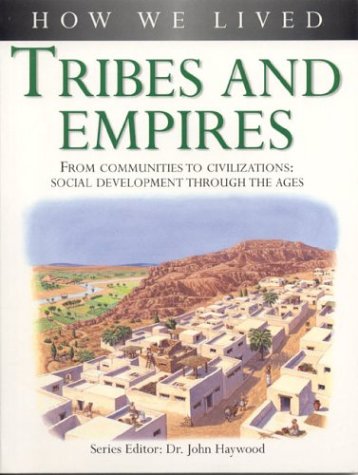 HOW WE LIVED
TRIBES AND
EMPIRES
FROM COMMUNITIES TO CIVILIZATIONS:
SOCIAL DEVELOPMENT THROUGH THE AGES
Series Editor: Dr. John Haywood